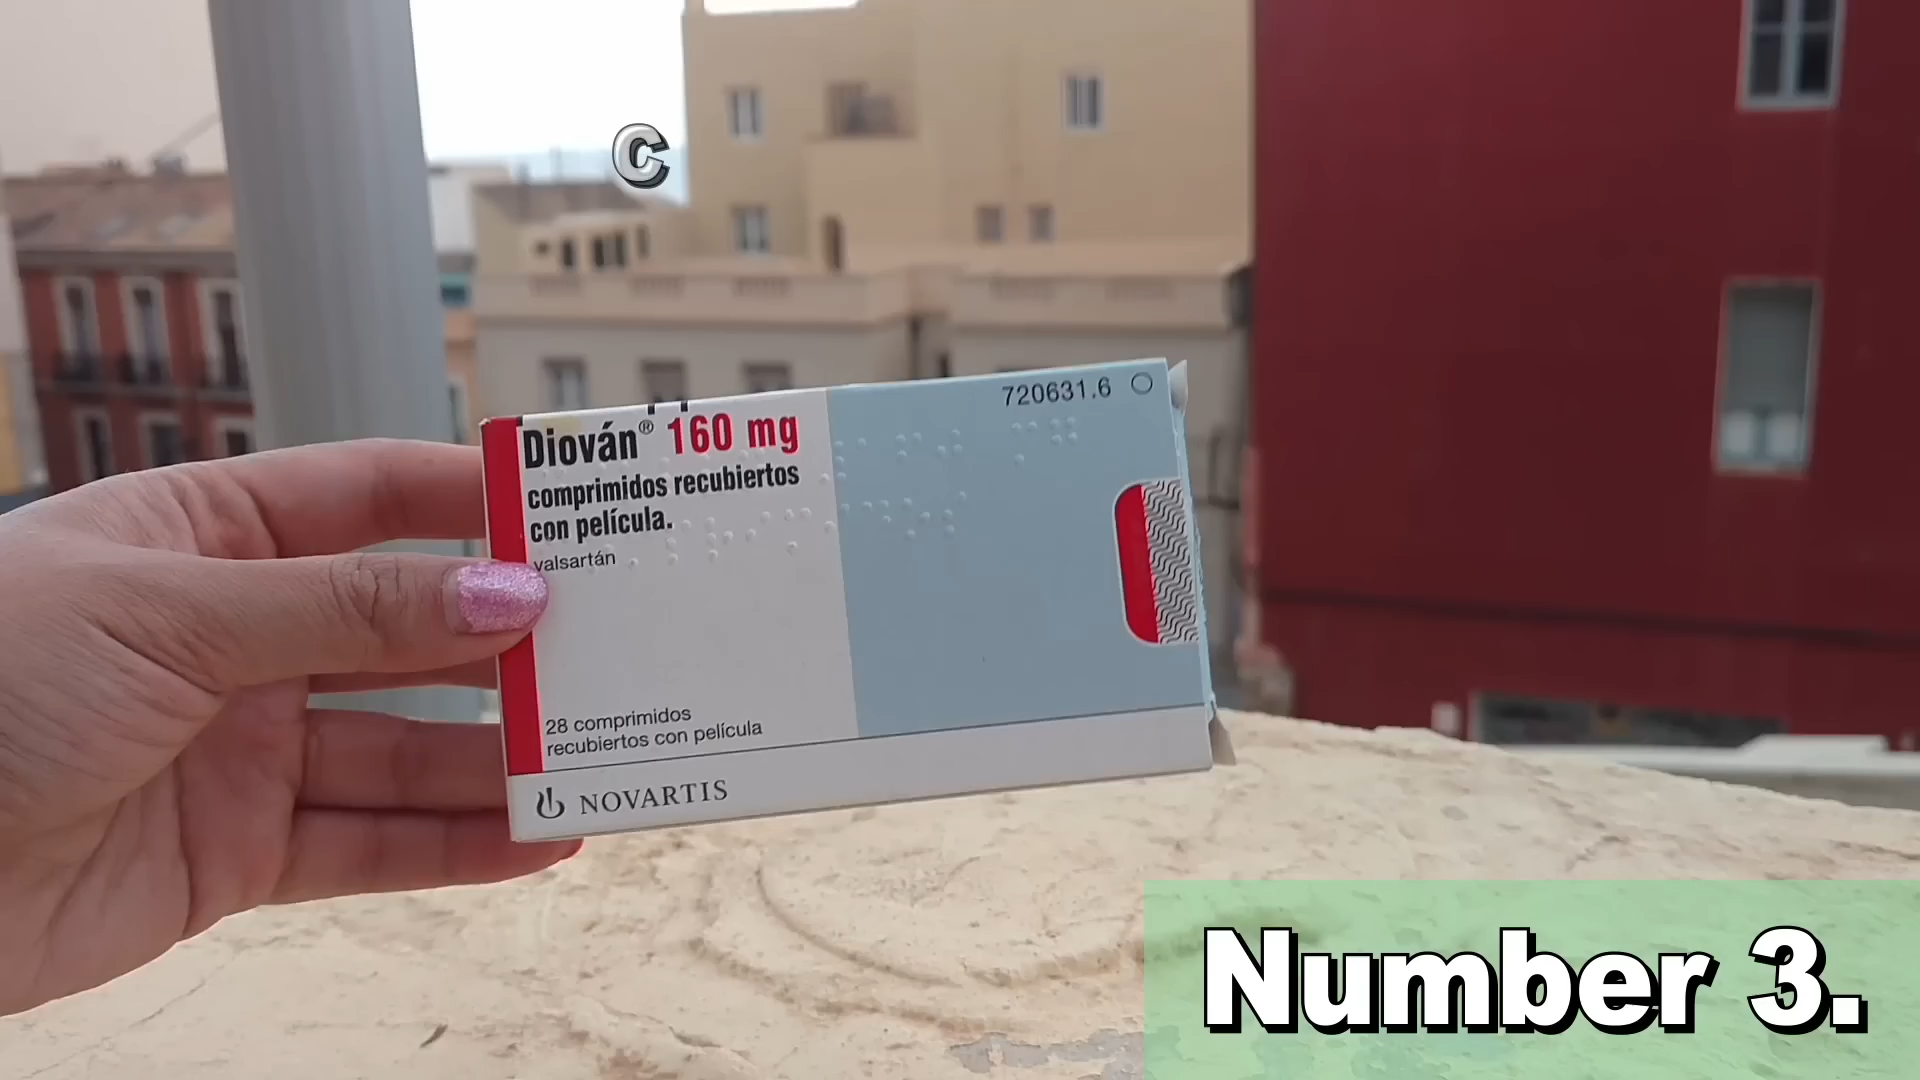 C
720631.6
Diován® 160 mg
comprimidos recubiertos
con película.
valsartán
28 comprimidos
recubiertos con película
NOVARTIS
Number 3.